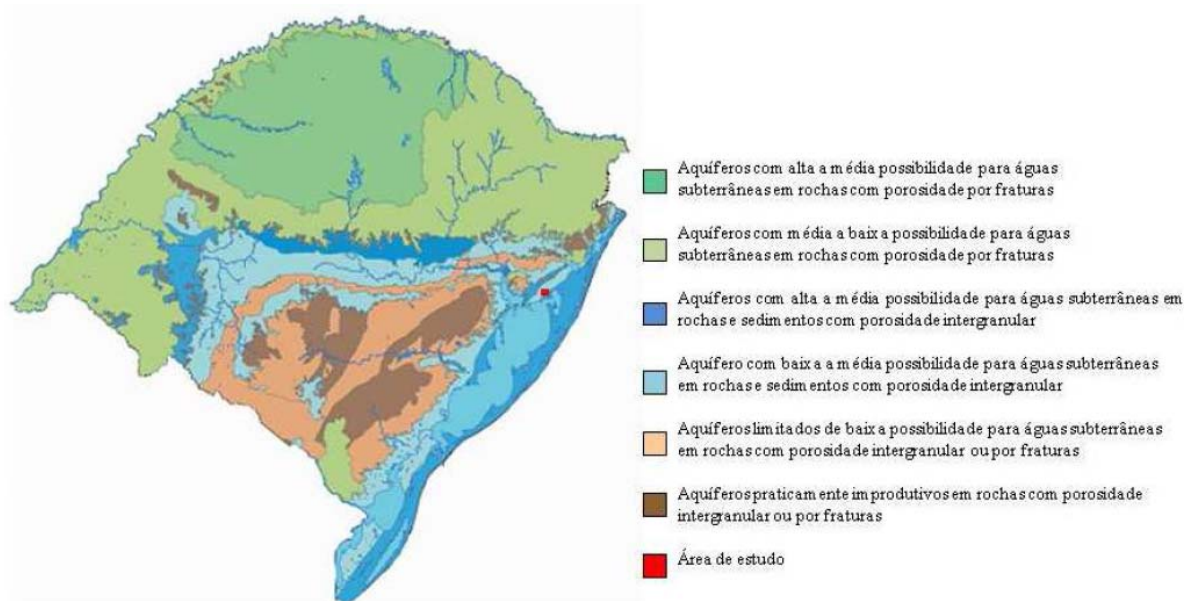 Aquíferos com alta a média possibilidade para águas
subterrâneas em rochas com porosidade por fraturas
Aquíferos com média a baixa possibilidade para águas
subterrâneas em rochas com porosidade por fraturas
Aquíferos com alta a média possibilidade para águas subterrâneas em
rochas e sedimentos com porosidade intergranular
Aquífero com baixa a média possibilidade para águas subterrâneas
em rochas e sedimentos com porosidade intergranular
Aquíferos limitados de baixa possibilidade para águas subterrâneas
em rochas com porosidade intergranular ou por fraturas
Aquíferos praticamente improdutivos em rochas com porosidade
intergranular ou por fraturas
Área de estudo